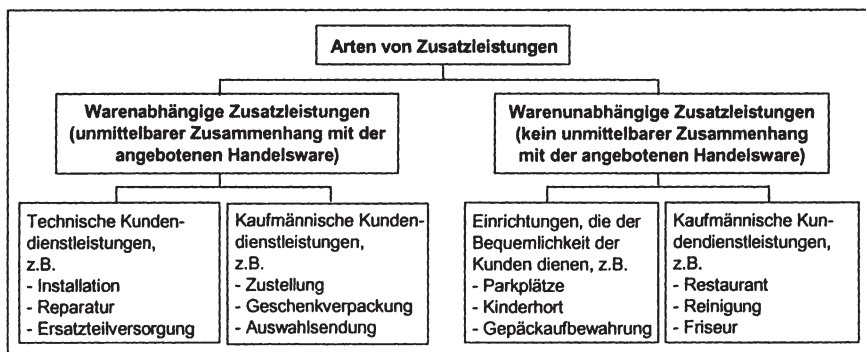 Arten von Zusatzleistungen
Warenabhängige Zusatzleistungen
(unmittelbarer Zusammenhang mit der
angebotenen Handelsware)
Warenunabhängige Zusatzleistungen
(kein unmittelbarer Zusammenhang
mit der angebotenen Handelsware)
Technische Kunden-
dienstleistungen,
z.B.
- Installation
- Reparatur
- Ersatzteilversorgung
Kaufmännische Kunden-
dienstleistungen,
z.B.
- Zustellung
- Geschenkverpackung
- Auswahlsendung
Einrichtungen, die der
Bequemlichkeit der
Kunden dienen, z.B.
- Parkplätze
- Kinderhort
- Gepäckaufbewahrung
Kaufmännische Kun-
dendienstleistungen,
z.B.
- Restaurant
- Reinigung
- Friseur